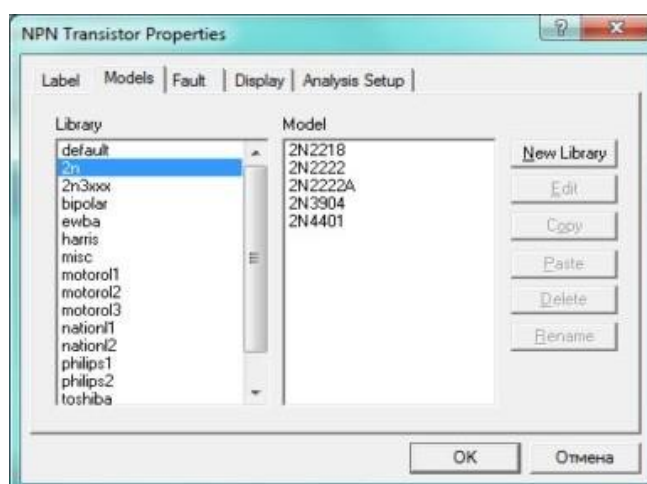 NPN Transistor Properties
Label Models Fault Display Analysis Setup
Library
default
2n
2n3xxx
bipolar
ewba
harris
misc
motorol1
motorol2
motorol3
nationl1
nationl2
philips1
philips2
toshiba
Model
2N2218
2N2222
2N2222A
2N3904
2N4401
New Library
Edit
Copy
Paste
Delete
Rename
OK Отмена